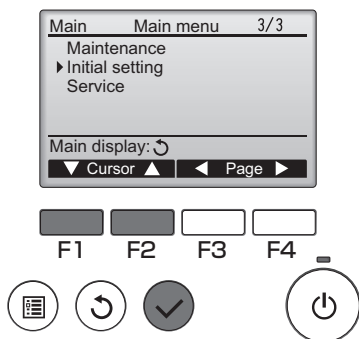 Main Main menu 3/3
Maintenance
Initial setting
Service
Main display:
Cursor Page
F1 F2 F3 F4